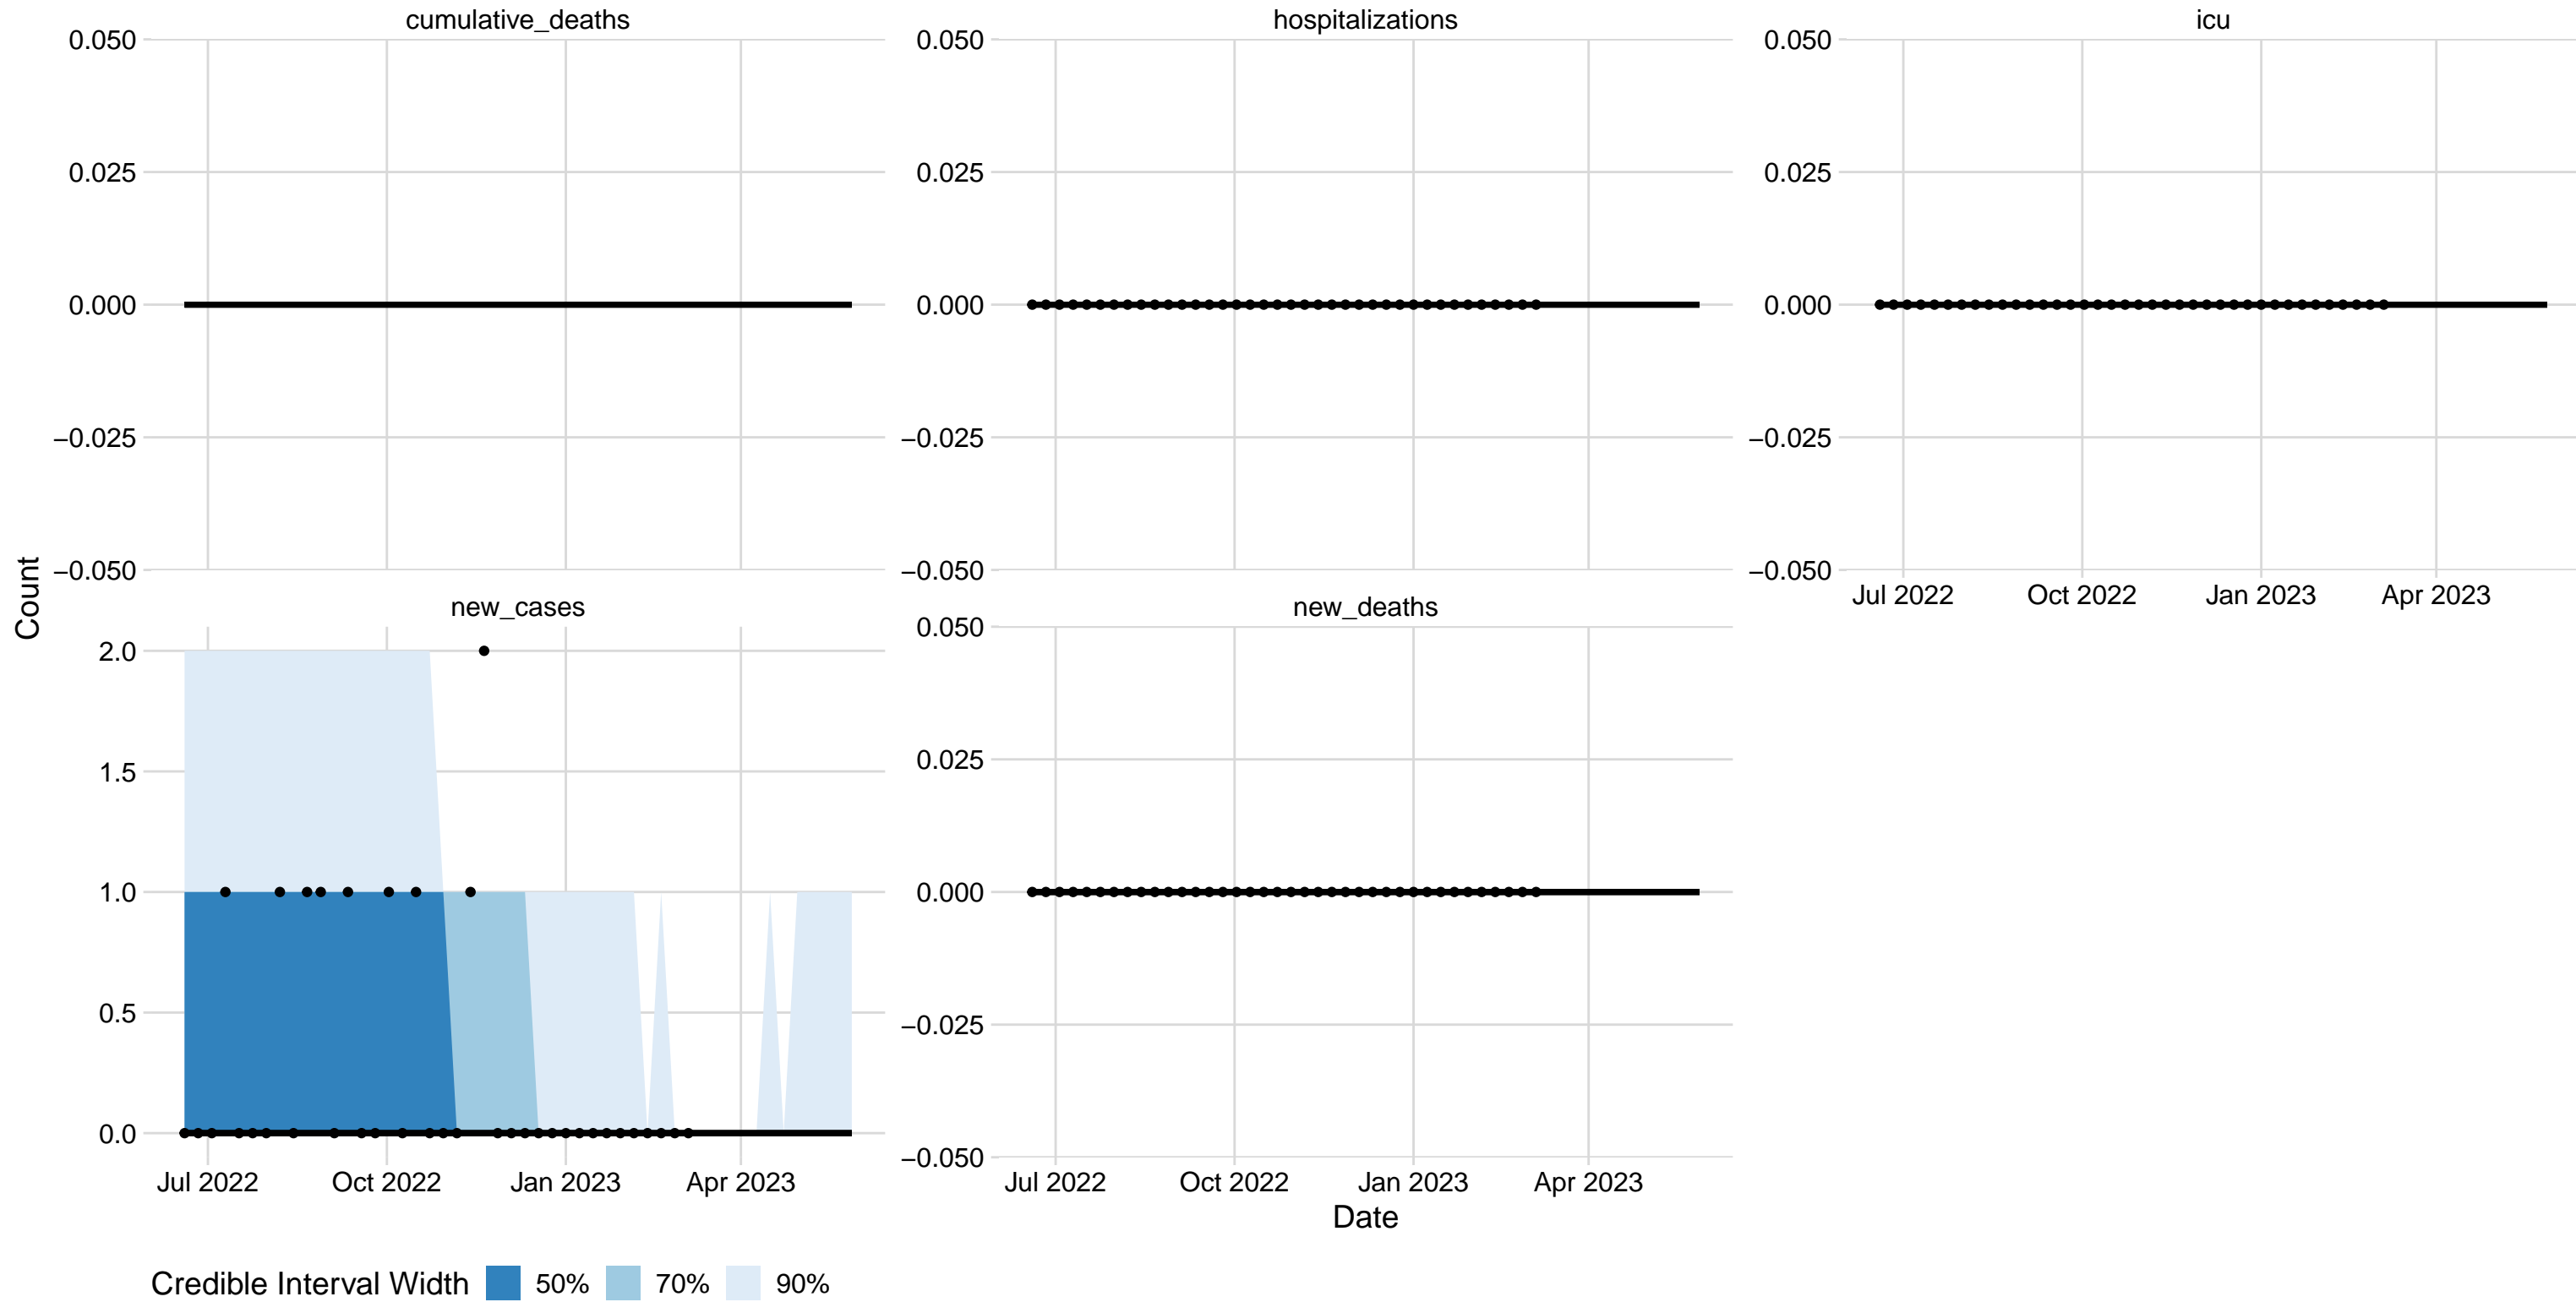 cumulative_deaths hospitalizations icu
0.050 0.050 0.050
0.025 0.025 0.025
0.000 0.000 0.000
−0.025 −0.025 −0.025
−0.050 −0.050 −0.050
Jul 2022 Oct 2022 Jan 2023 Apr 2023
Count
new_cases new_deaths
2.0 0.050
1.5 0.025
1.0 0.000
0.5 −0.025
0.0 −0.050
Jul 2022 Oct 2022 Jan 2023 Apr 2023 Jul 2022 Oct 2022 Jan 2023 Apr 2023
Date
Credible Interval Width 50% 70% 90%